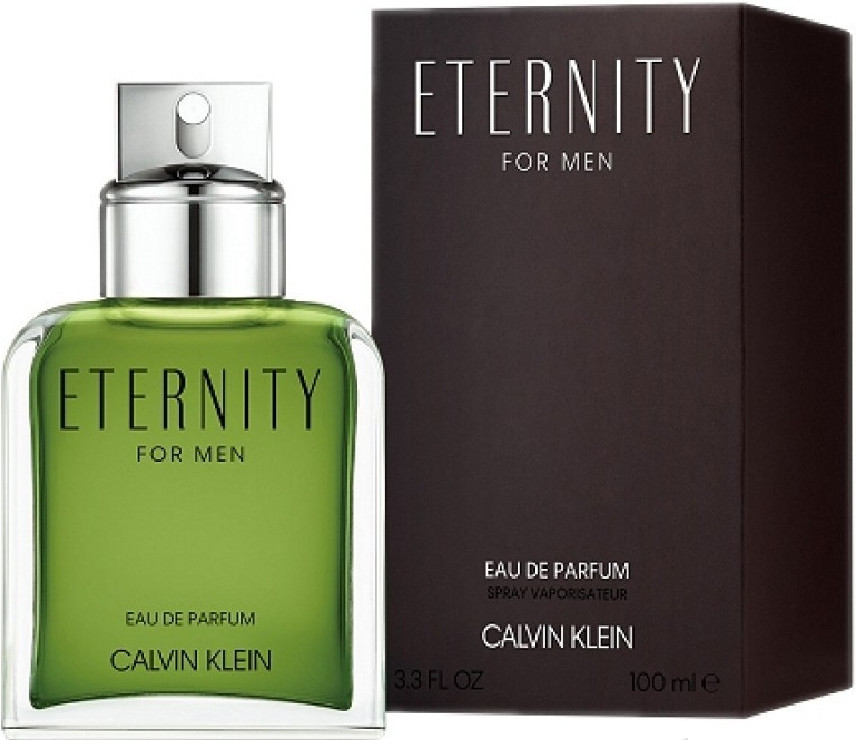 ETERNITY
FOR MEN
EAU DE PARFUM
CALVIN KLEIN
ETERNITY
FOR MEN
EAU DE PARFUM
SPRAY VAPORISATEUR
CALVIN KLEIN
3.3 FL OZ 100 ml ℮